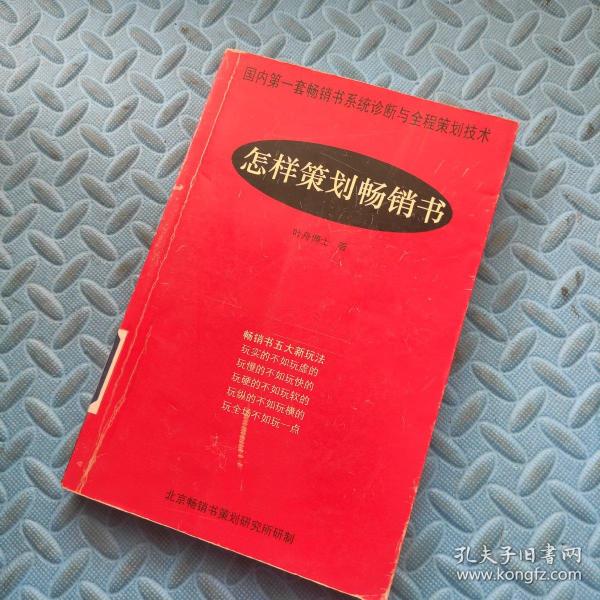 国内第一套畅销书系统诊断与全程策划技术
怎样策划畅销书
叶舟博士 著
畅销书五大新玩法
玩实的不如玩虚的
玩慢的不如玩快的
玩硬的不如玩软的
玩纵的不如玩横的
玩全场不如玩一点
北京畅销书策划研究所研制
孔夫子旧书网
www.kongfz.com